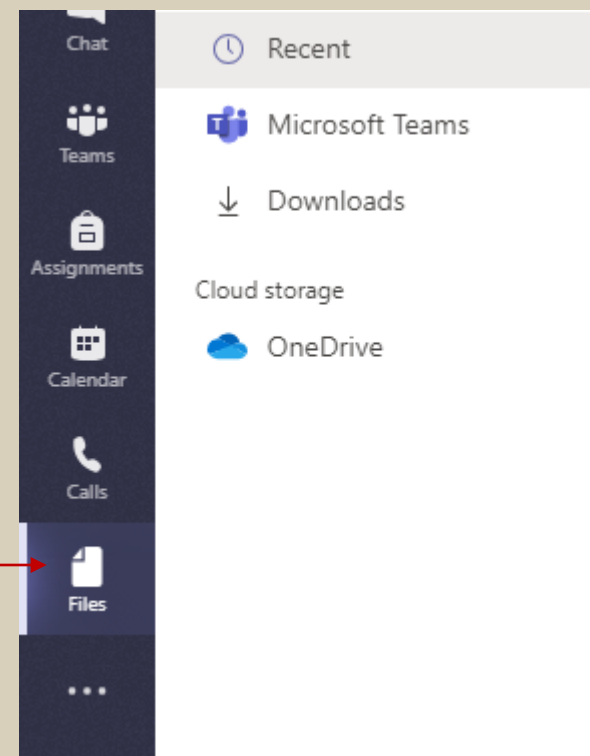 Chat
Teams
Assignments
Calendar
Calls
Files
Recent
Microsoft Teams
Downloads
Cloud storage
OneDrive